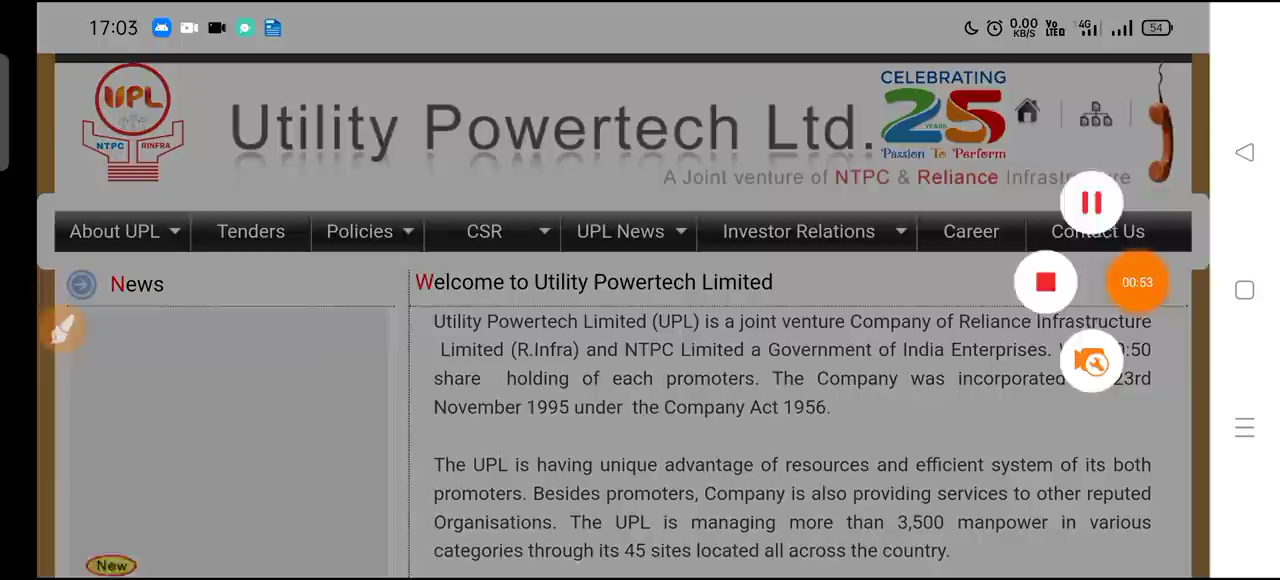 17:03
0.00 KB/S
Vo LTE
4G
54
UPL
NTPC RINFRA
Utility Powertech Ltd.
CELEBRATING
25
YEARS
Passion To Perform
A Joint venture of NTPC & Reliance Infrastructure
About UPL
Tenders
Policies
CSR
UPL News
Investor Relations
Career
Contact Us
00:53
News
Welcome to Utility Powertech Limited
Utility Powertech Limited (UPL) is a joint venture Company of Reliance Infrastructure
Limited (R.Infra) and NTPC Limited a Government of India Enterprises. :50
share holding of each promoters. The Company was incorporated 23rd
November 1995 under the Company Act 1956.
The UPL is having unique advantage of resources and efficient system of its both
promoters. Besides promoters, Company is also providing services to other reputed
Organisations. The UPL is managing more than 3,500 manpower in various
categories through its 45 sites located all across the country.
New